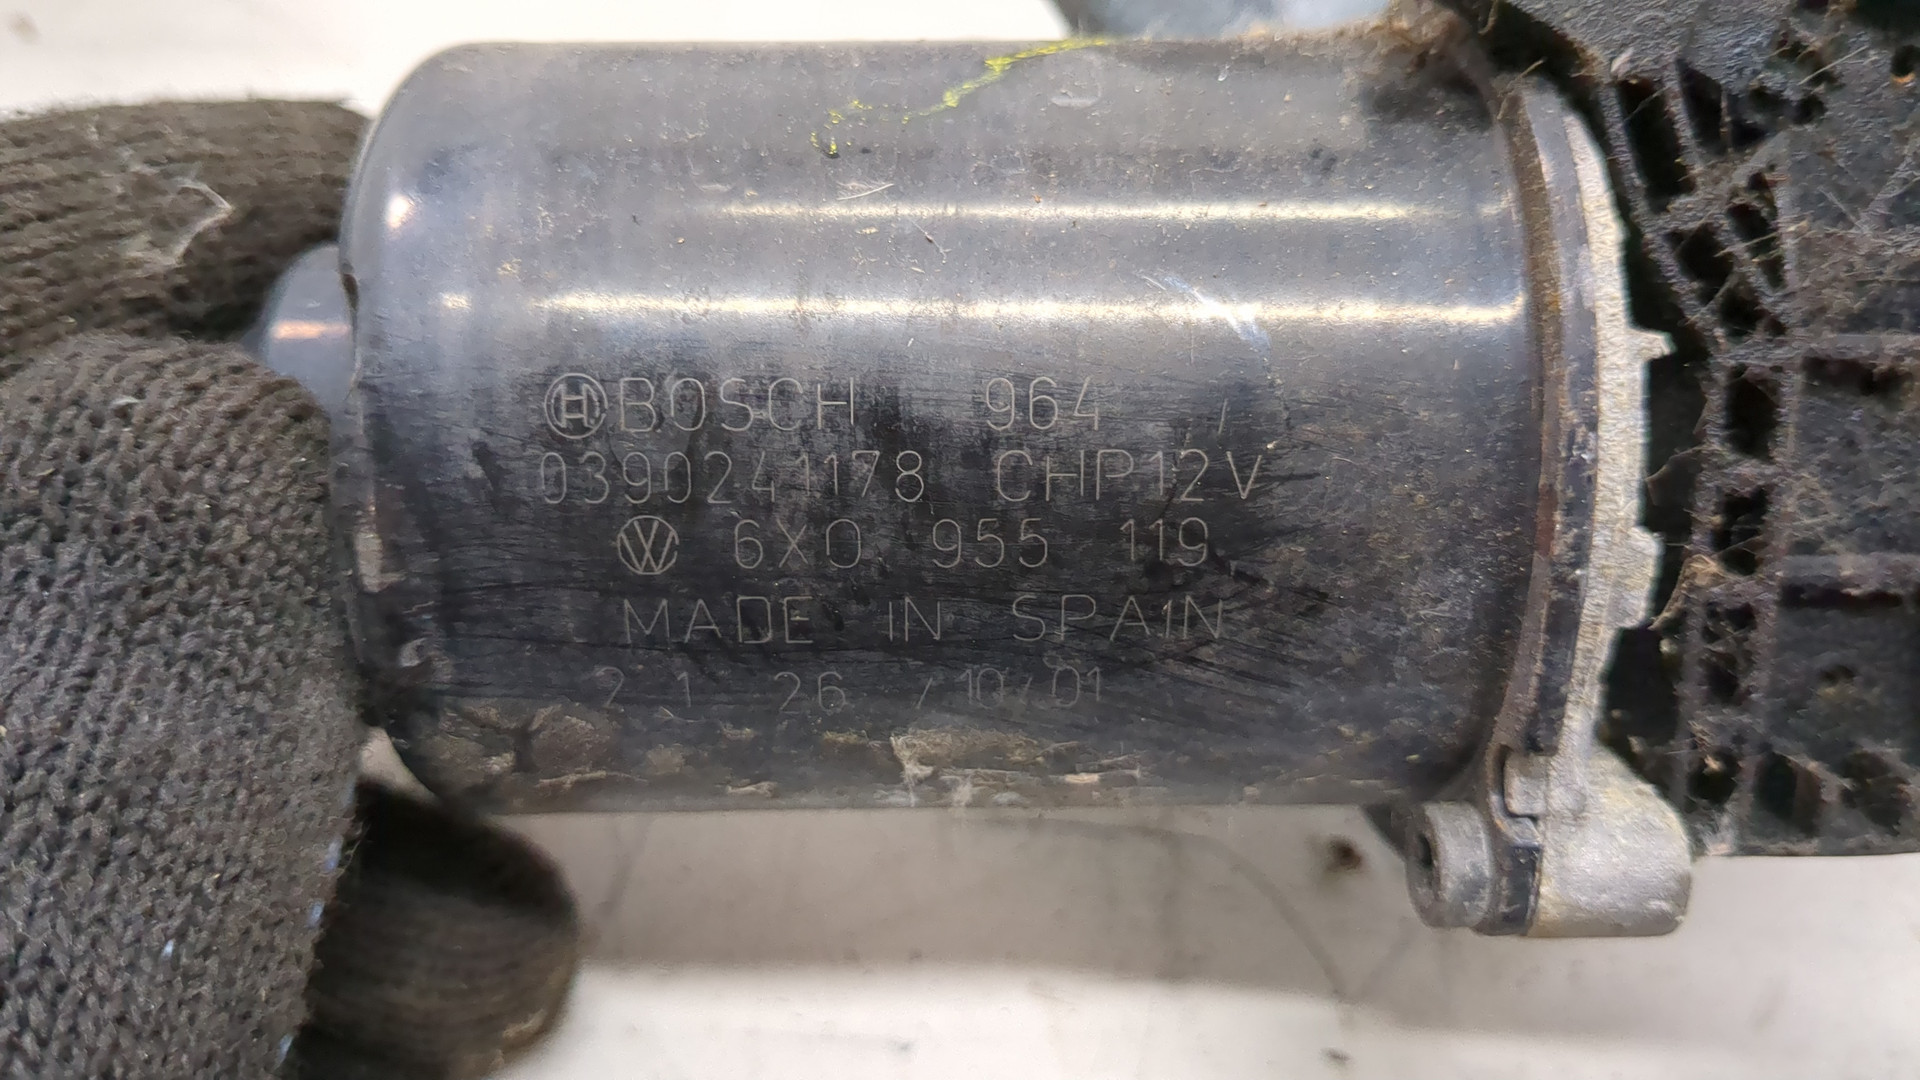 BOSCH 964
0390241178 CHP12V
6X0 955 119
MADE IN SPAIN
2 1 26 /10/01